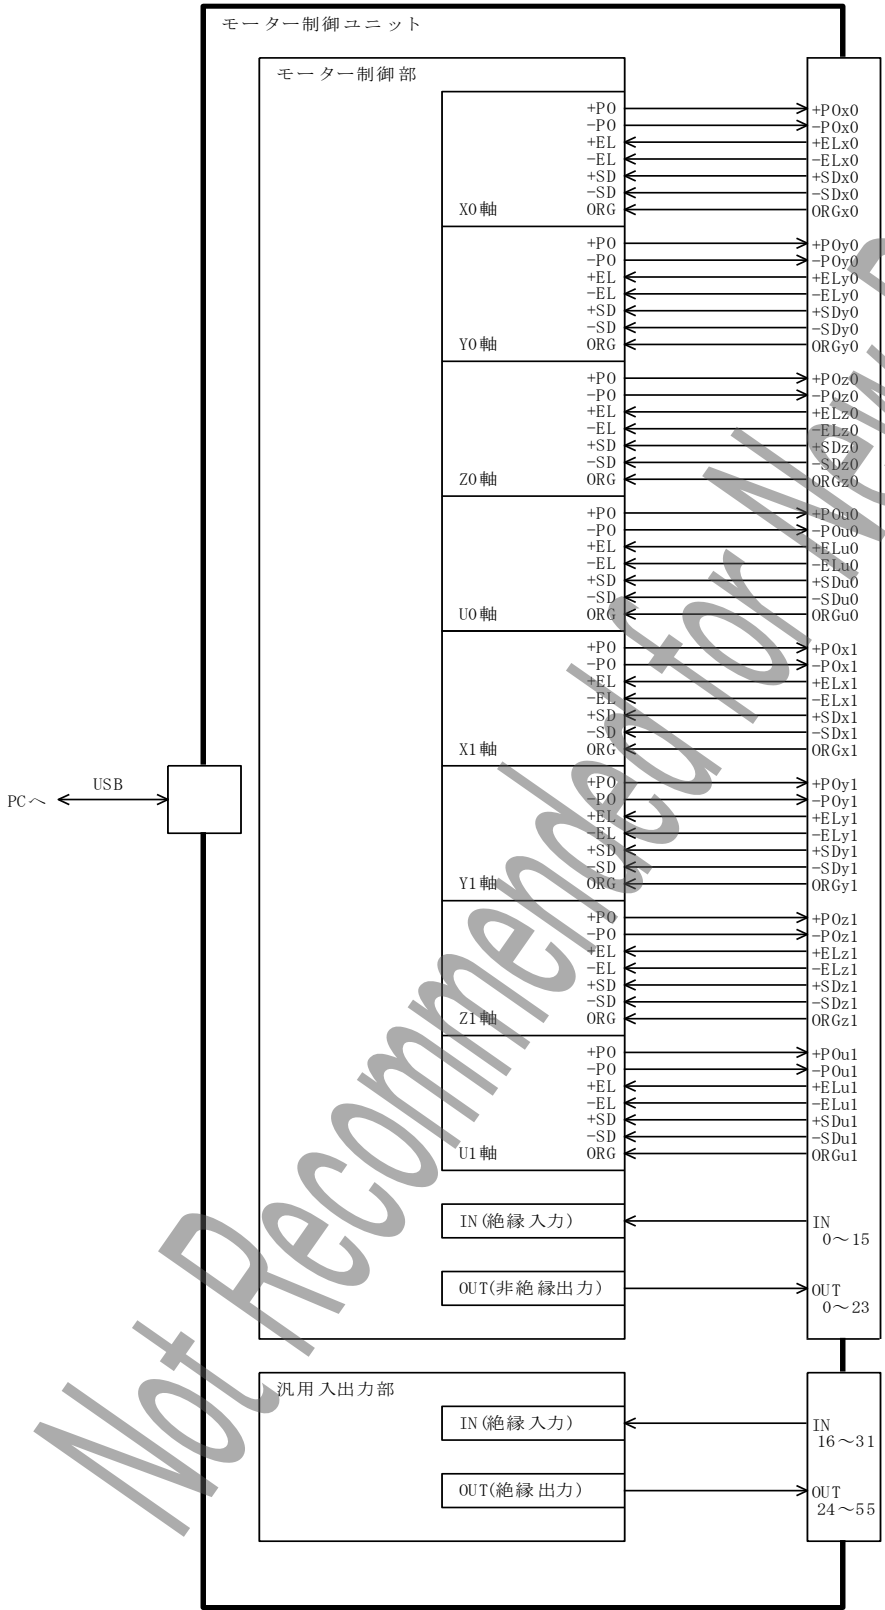 モーター制御ユニット
モーター制御部
+PO +POx0
-PO -POx0
+EL +ELx0
-EL -ELx0
+SD +SDx0
-SD -SDx0
X0軸 ORG ORGx0
+PO +POy0
-PO -POy0
+EL +ELy0
-EL -ELy0
+SD +SDy0
-SD -SDy0
Y0軸 ORG ORGy0
+PO +POz0
-PO -POz0
+EL +ELz0
-EL -ELz0
+SD +SDz0
-SD -SDz0
Z0軸 ORG ORGz0
+PO +POu0
-PO -POu0
+EL +ELu0
-EL -ELu0
+SD +SDu0
-SD -SDu0
U0軸 ORG ORGu0
+PO +POx1
-PO -POx1
+EL +ELx1
-EL -ELx1
+SD +SDx1
-SD -SDx1
X1軸 ORG ORGx1
PCへ USB
+PO +POy1
-PO -POy1
+EL +ELy1
-EL -ELy1
+SD +SDy1
-SD -SDy1
Y1軸 ORG ORGy1
+PO +POz1
-PO -POz1
+EL +ELz1
-EL -ELz1
+SD +SDz1
-SD -SDz1
Z1軸 ORG ORGz1
+PO +POu1
-PO -POu1
+EL +ELu1
-EL -ELu1
+SD +SDu1
-SD -SDu1
U1軸 ORG ORGu1
IN(絶縁入力) IN
0～15
OUT(非絶縁出力) OUT
0～23
汎用入出力部
IN(絶縁入力) IN
16～31
OUT(絶縁出力) OUT
24～55
Not Recommended for New